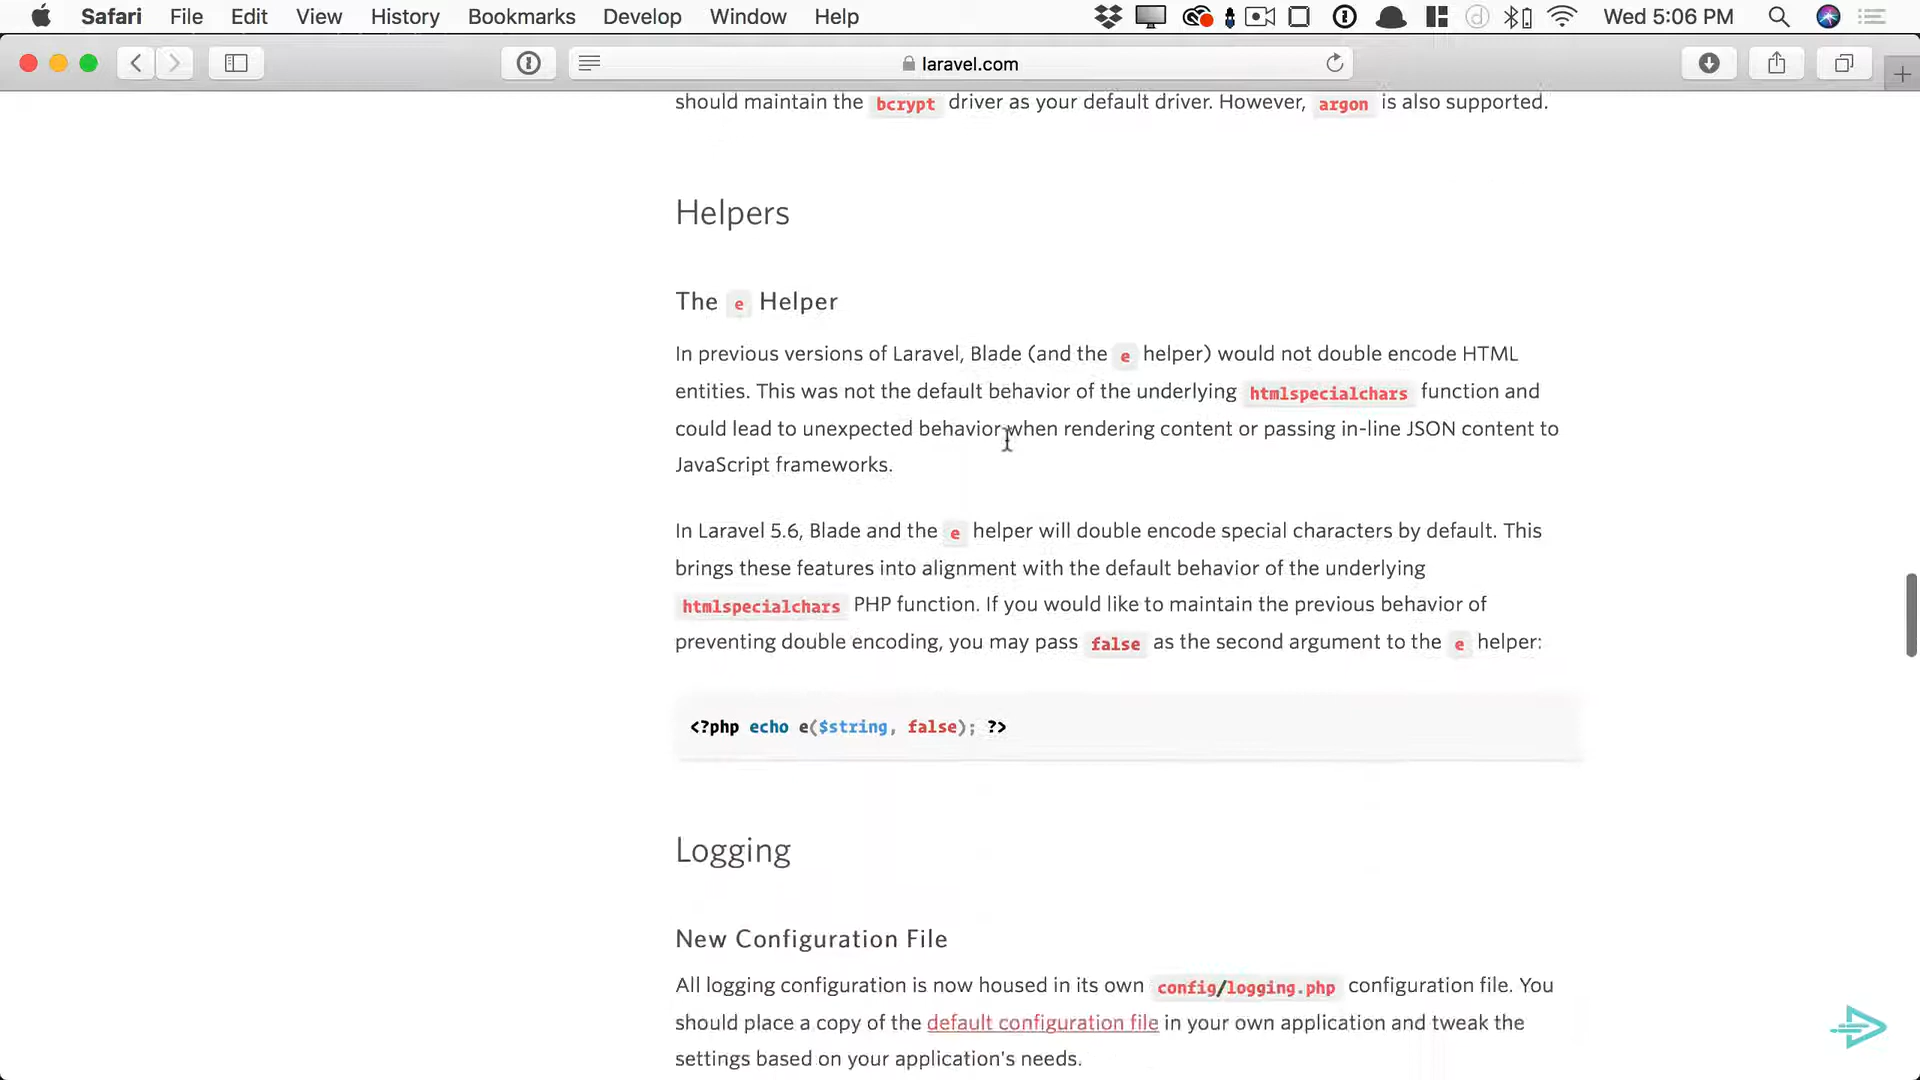 Safari File Edit View History Bookmarks Develop Window Help Wed 5:06 PM
laravel.com
should maintain the bcrypt driver as your default driver. However, argon is also supported.
Helpers
The e Helper
In previous versions of Laravel, Blade (and the e helper) would not double encode HTML
entities. This was not the default behavior of the underlying htmlspecialchars function and
could lead to unexpected behavior when rendering content or passing in-line JSON content to
JavaScript frameworks.
In Laravel 5.6, Blade and the e helper will double encode special characters by default. This
brings these features into alignment with the default behavior of the underlying
htmlspecialchars PHP function. If you would like to maintain the previous behavior of
preventing double encoding, you may pass false as the second argument to the e helper:
<?php echo e($string, false); ?>
Logging
New Configuration File
All logging configuration is now housed in its own config/logging.php configuration file. You
should place a copy of the default configuration file in your own application and tweak the
settings based on your application's needs.